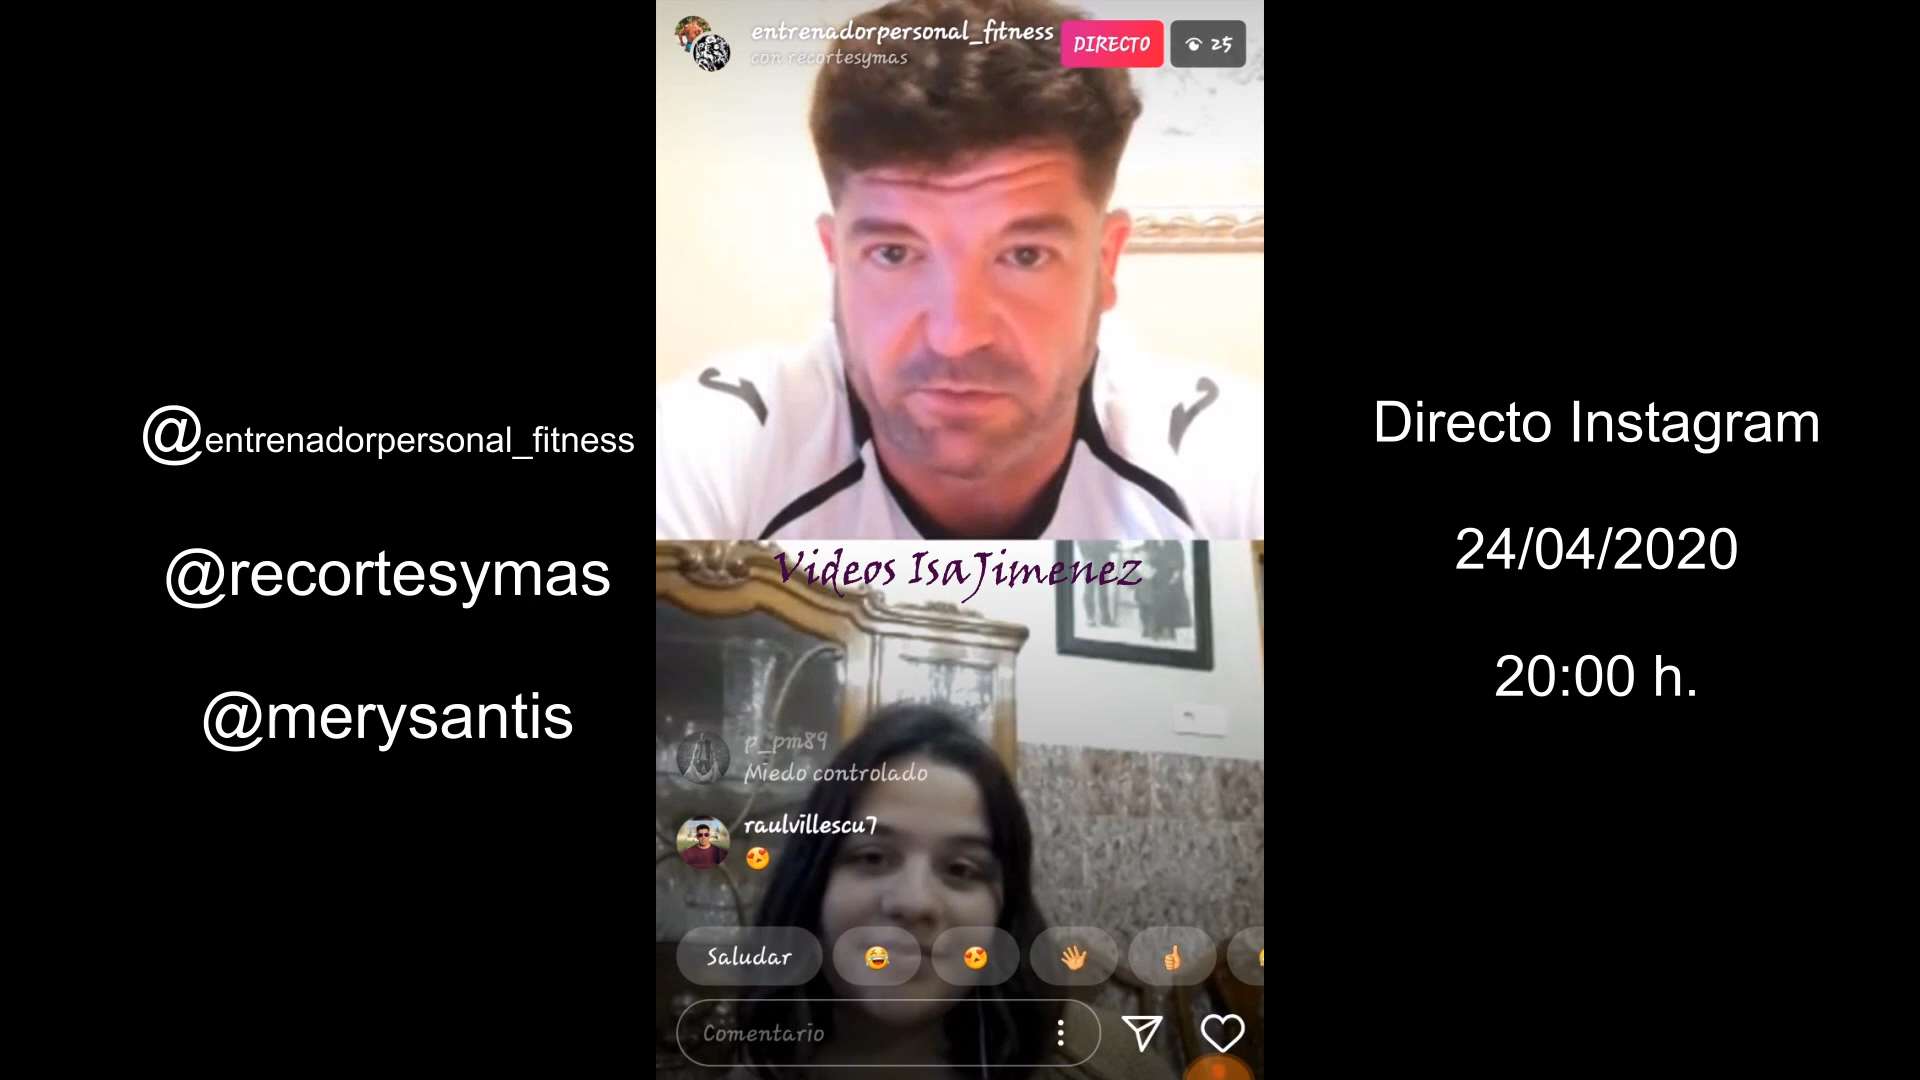 entrenadorpersonal_fitness
con recortesymas
DIRECTO
25
@entrenadorpersonal_fitness
@recortesymas
@merysantis
Videos IsaJimenez
p_pm89
Miedo controlado
raulvillescu7
Saludar
Comentario
Directo Instagram
24/04/2020
20:00 h.